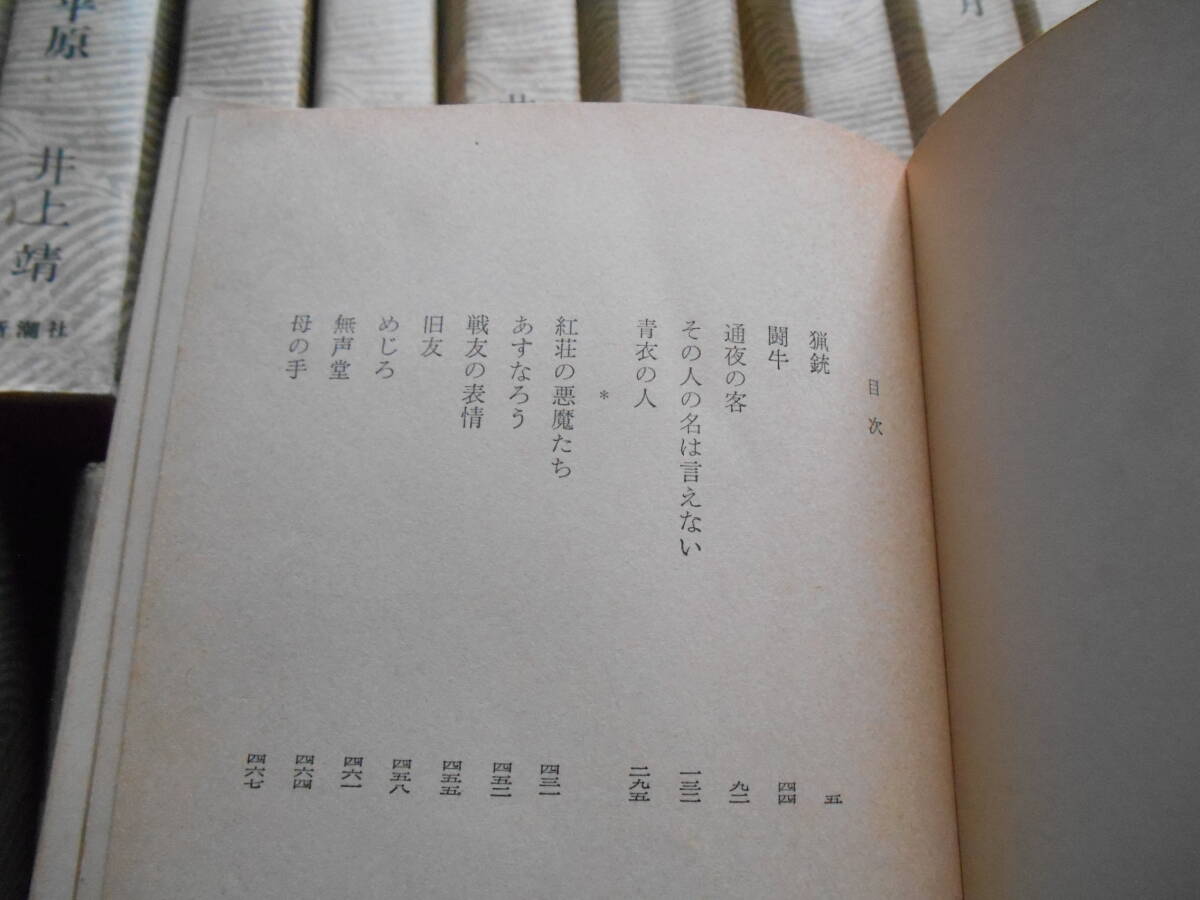 目次
猟銃 五
闘牛 四四
通夜の客 九二
その人の名は言えない 一三二
青衣の人 二九五
*
紅荘の悪魔たち 四三一
あすなろう 四五二
戦友の表情 四五五
旧友 四五八
めじろ 四六一
無声堂 四六四
母の手 四六七
平原
井上靖
新潮社
月